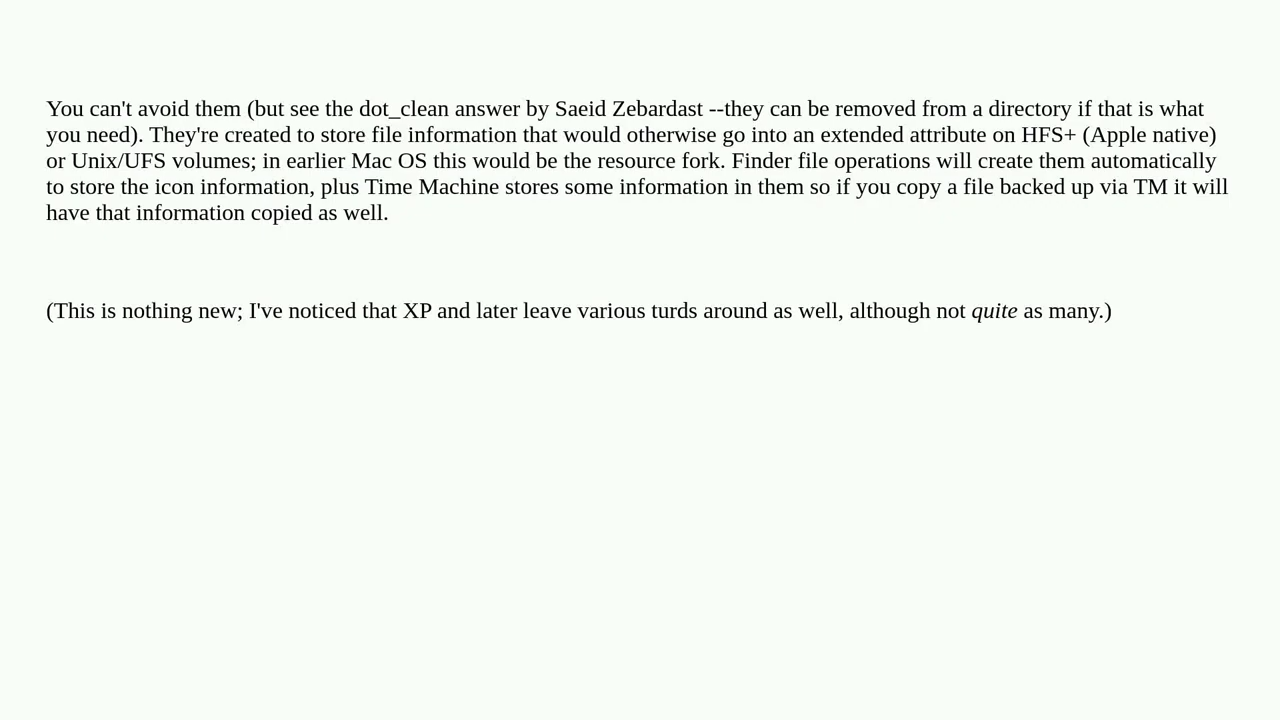 You can't avoid them (but see the dot_clean answer by Saeid Zebardast --they can be removed from a directory if that is what
you need). They're created to store file information that would otherwise go into an extended attribute on HFS+ (Apple native)
or Unix/UFS volumes; in earlier Mac OS this would be the resource fork. Finder file operations will create them automatically
to store the icon information, plus Time Machine stores some information in them so if you copy a file backed up via TM it will
have that information copied as well.
(This is nothing new; I've noticed that XP and later leave various turds around as well, although not quite as many.)